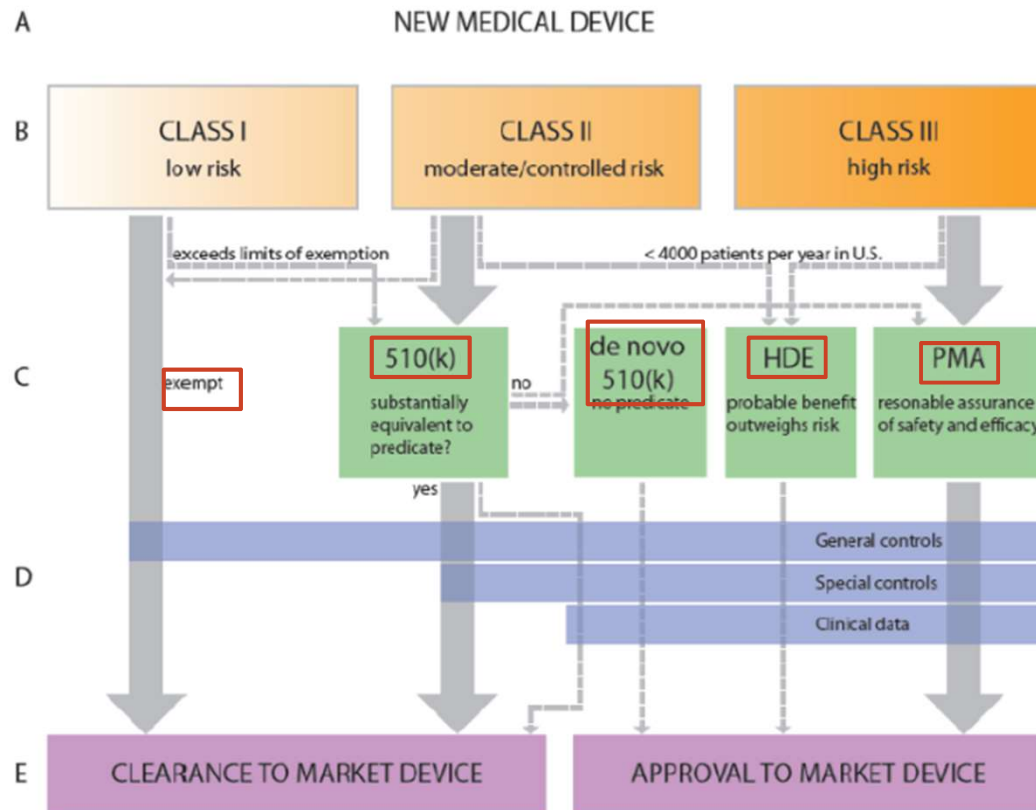 A
NEW MEDICAL DEVICE
B
CLASS I
low risk
CLASS II
moderate/controlled risk
CLASS III
high risk
exceeds limits of exemption
< 4000 patients per year in U.S.
C
exempt
510(k)
substantially
equivalent to
predicate?
no
yes
de novo
510(k)
no predicate
HDE
probable benefit
outweighs risk
PMA
resonable assurance
of safety and efficacy
D
General controls
Special controls
Clinical data
E
CLEARANCE TO MARKET DEVICE
APPROVAL TO MARKET DEVICE